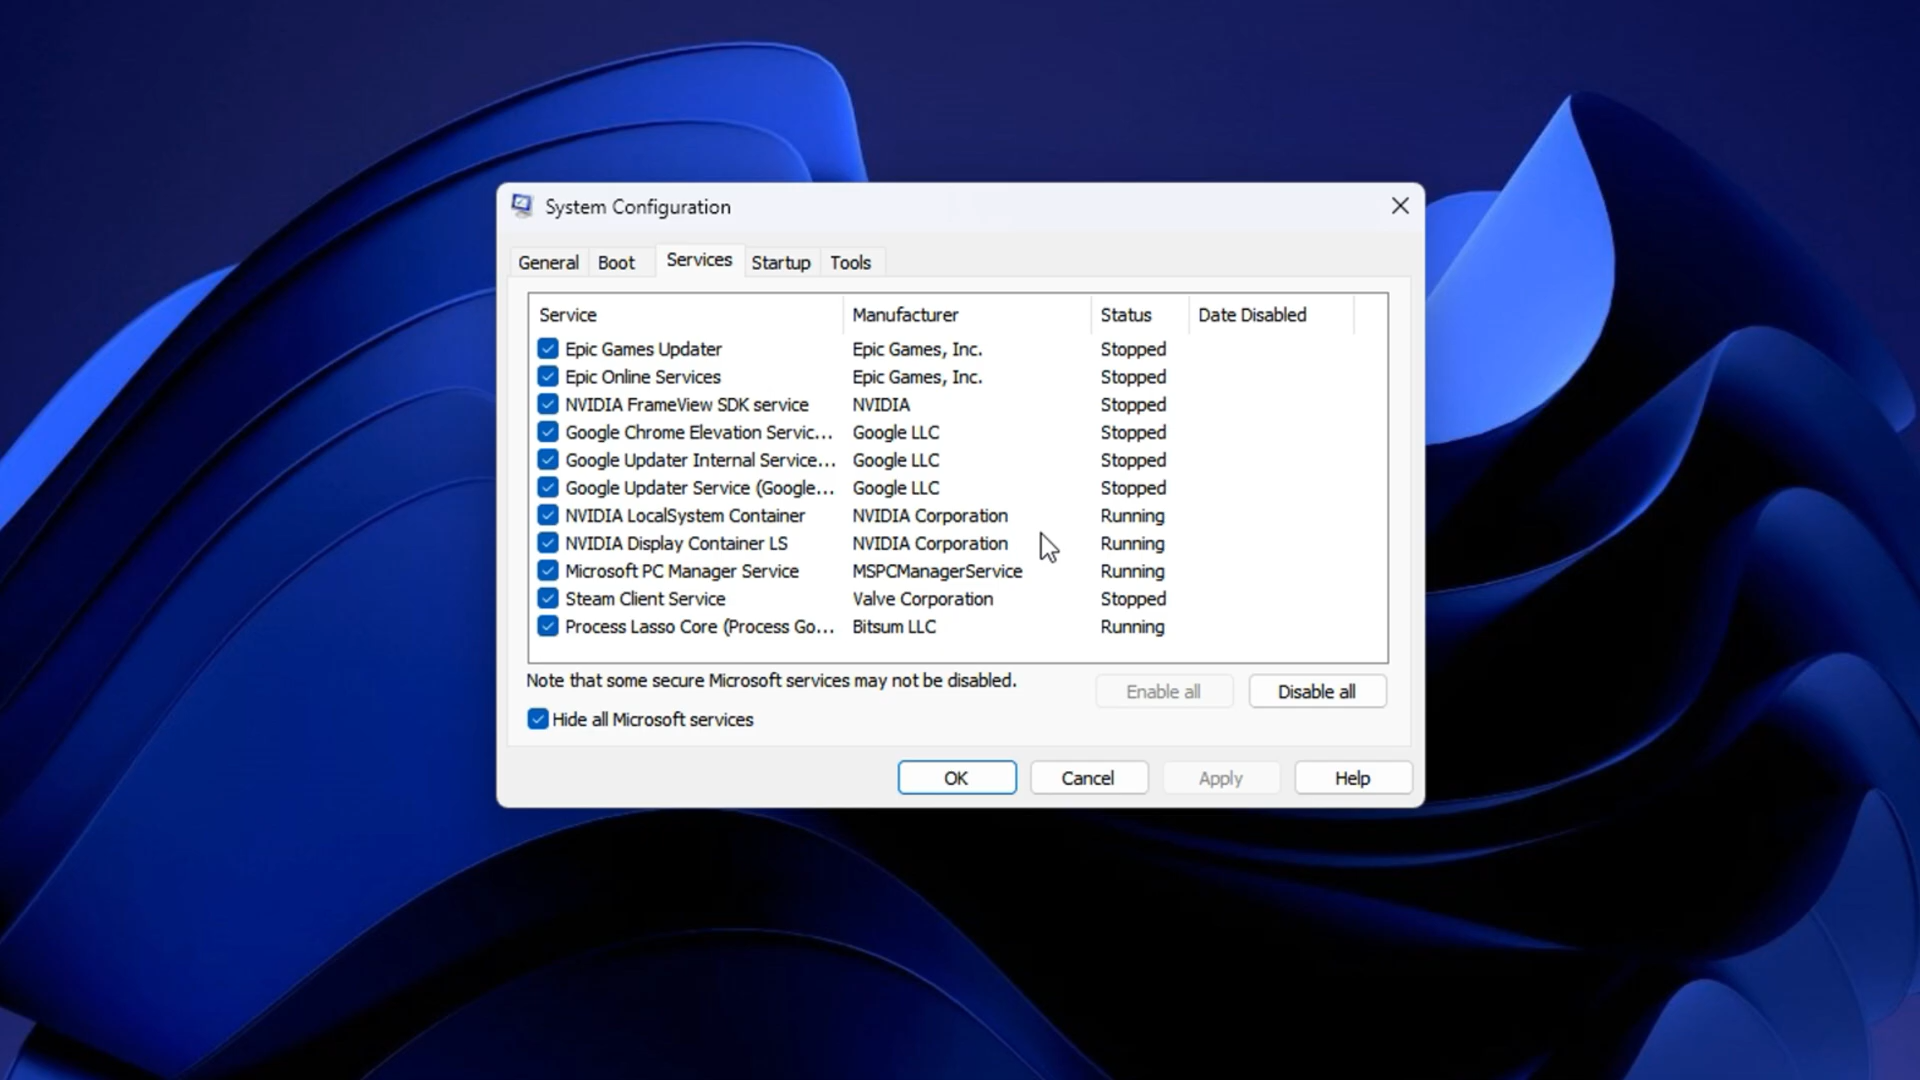 System Configuration
General Boot Services Startup Tools
Service Manufacturer Status Date Disabled
Epic Games Updater Epic Games, Inc. Stopped
Epic Online Services Epic Games, Inc. Stopped
NVIDIA FrameView SDK service NVIDIA Stopped
Google Chrome Elevation Servic... Google LLC Stopped
Google Updater Internal Service... Google LLC Stopped
Google Updater Service (Google... Google LLC Stopped
NVIDIA LocalSystem Container NVIDIA Corporation Running
NVIDIA Display Container LS NVIDIA Corporation Running
Microsoft PC Manager Service MSPCManagerService Running
Steam Client Service Valve Corporation Stopped
Process Lasso Core (Process Go... Bitsum LLC Running
Note that some secure Microsoft services may not be disabled.
Enable all Disable all
Hide all Microsoft services
OK Cancel Apply Help